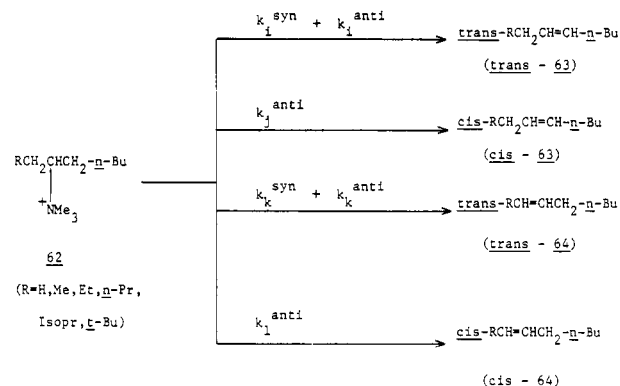 k_i^syn + k_i^anti
trans-RCH₂CH=CH-n-Bu
(trans - 63)
k_j^anti
cis-RCH₂CH=CH-n-Bu
(cis - 63)
RCH₂CHCH₂-n-Bu
+NMe₃
k_k^syn + k_k^anti
trans-RCH=CHCH₂-n-Bu
(trans - 64)
62
(R=H,Me,Et,n-Pr,
Isopr,t-Bu)
k_l^anti
cis-RCH=CHCH₂-n-Bu
(cis - 64)